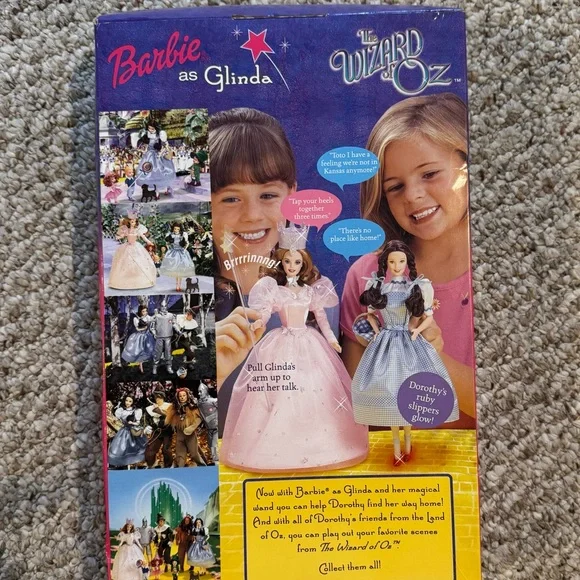 Barbie®
as Glinda
The
WIZARD
of OZ™
"Toto I have a
feeling we're not in
Kansas anymore!"
"Tap your heels
together
three times."
"There's no
place like home!"
Brrrrinnng!
Pull Glinda's
arm up to
hear her talk.
Dorothy's
ruby
slippers
glow!
Now with Barbie® as Glinda and her magical
wand you can help Dorothy find her way home!
And with all of Dorothy's friends from the Land
of Oz, you can play out your favorite scenes
from The Wizard of Oz™
Collect them all!